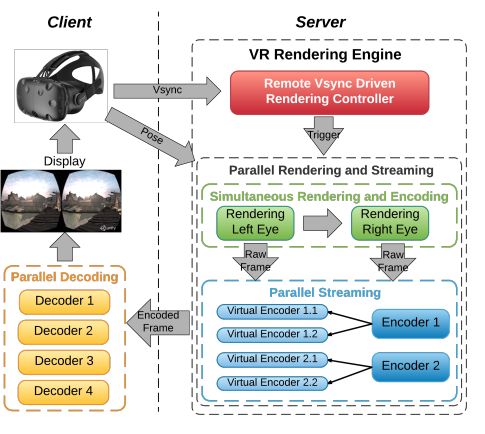 Client
Server
VR Rendering Engine
Vsync
Remote Vsync Driven
Rendering Controller
Pose
Trigger
Display
Parallel Rendering and Streaming
Simultaneous Rendering and Encoding
Rendering
Left Eye
Rendering
Right Eye
unity
Raw
Frame
Raw
Frame
Parallel Decoding
Decoder 1
Decoder 2
Decoder 3
Decoder 4
Encoded
Frame
Parallel Streaming
Virtual Encoder 1.1
Virtual Encoder 1.2
Virtual Encoder 2.1
Virtual Encoder 2.2
Encoder 1
Encoder 2